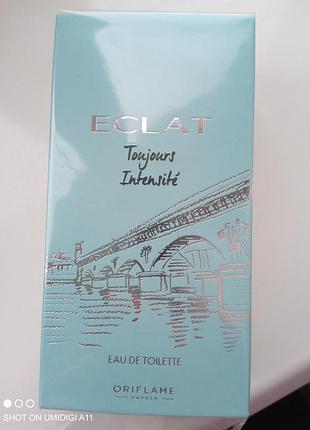 ECLAT
Toujours
Intensité
EAU DE TOILETTE
ORIFLAME
SWEDEN
SHOT ON UMIDIGI A11